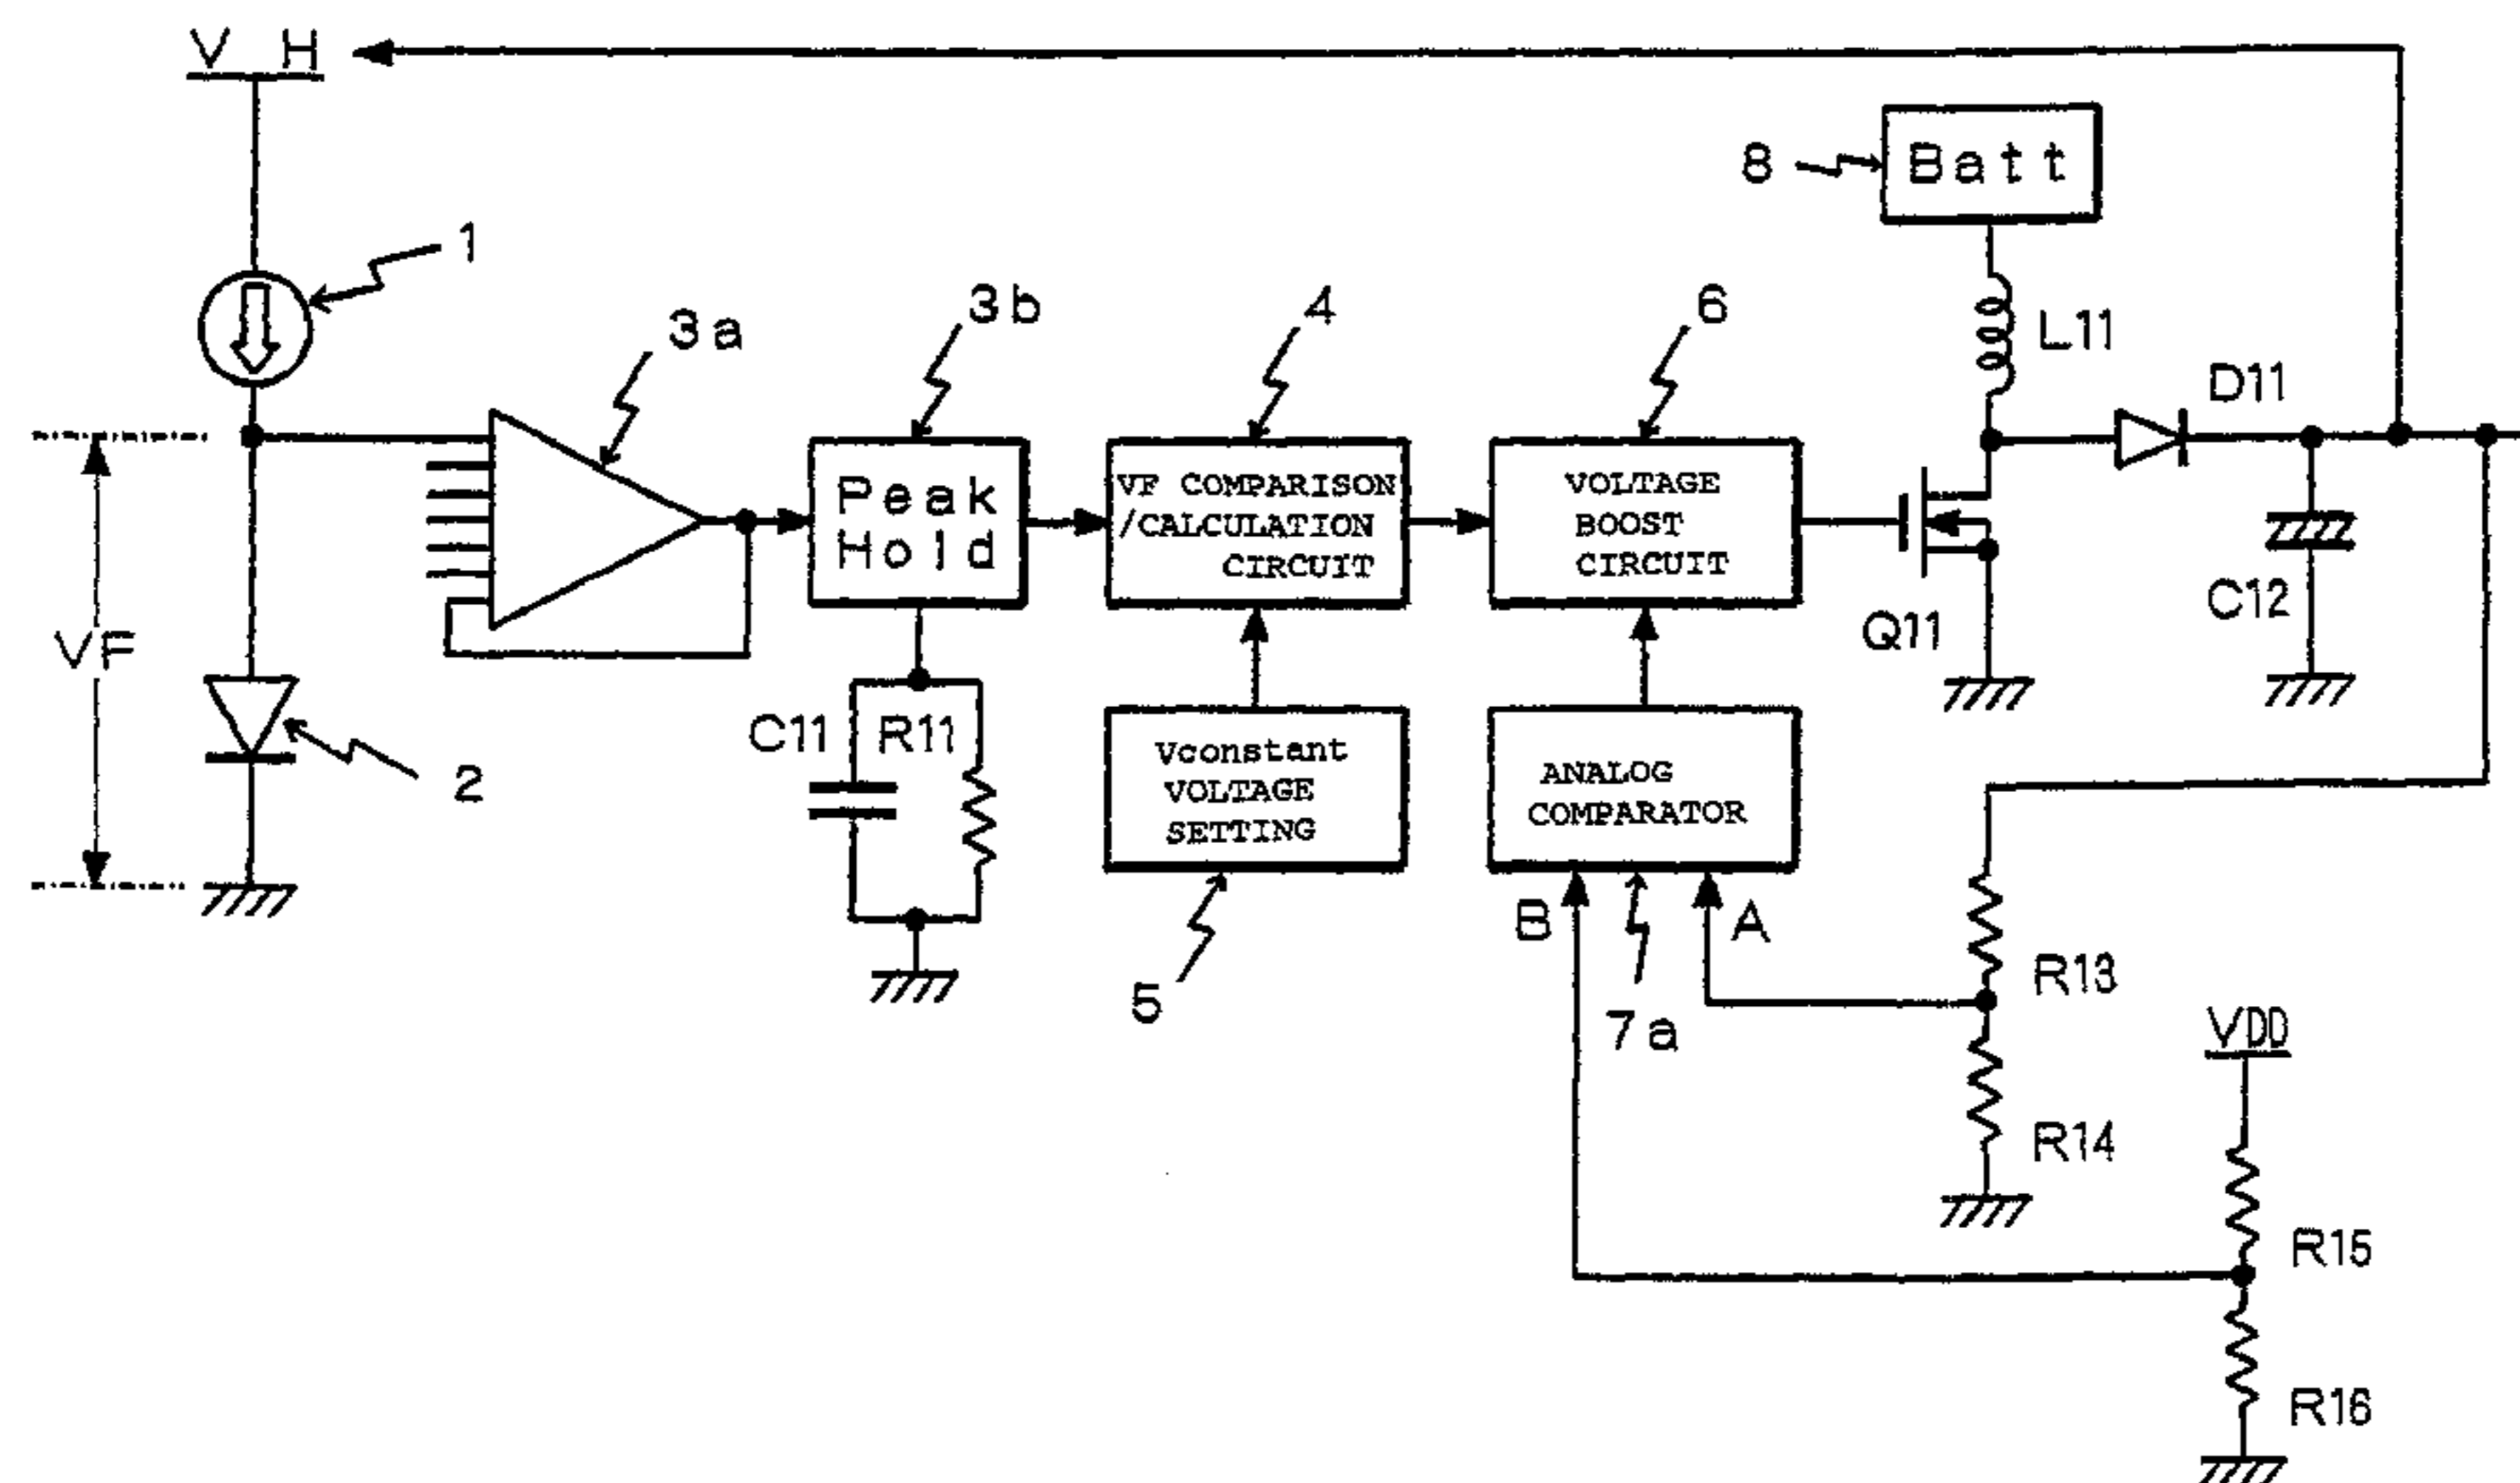 V H
8
Batt
1
3a
3b
4
6
L11
D11
Peak
Hold
VF COMPARISON
/CALCULATION
CIRCUIT
VOLTAGE
BOOST
CIRCUIT
C12
Q11
VF
C11
R11
2
Vconstant
VOLTAGE
SETTING
ANALOG
COMPARATOR
B
A
R13
5
7a
VDD
R14
R15
R16